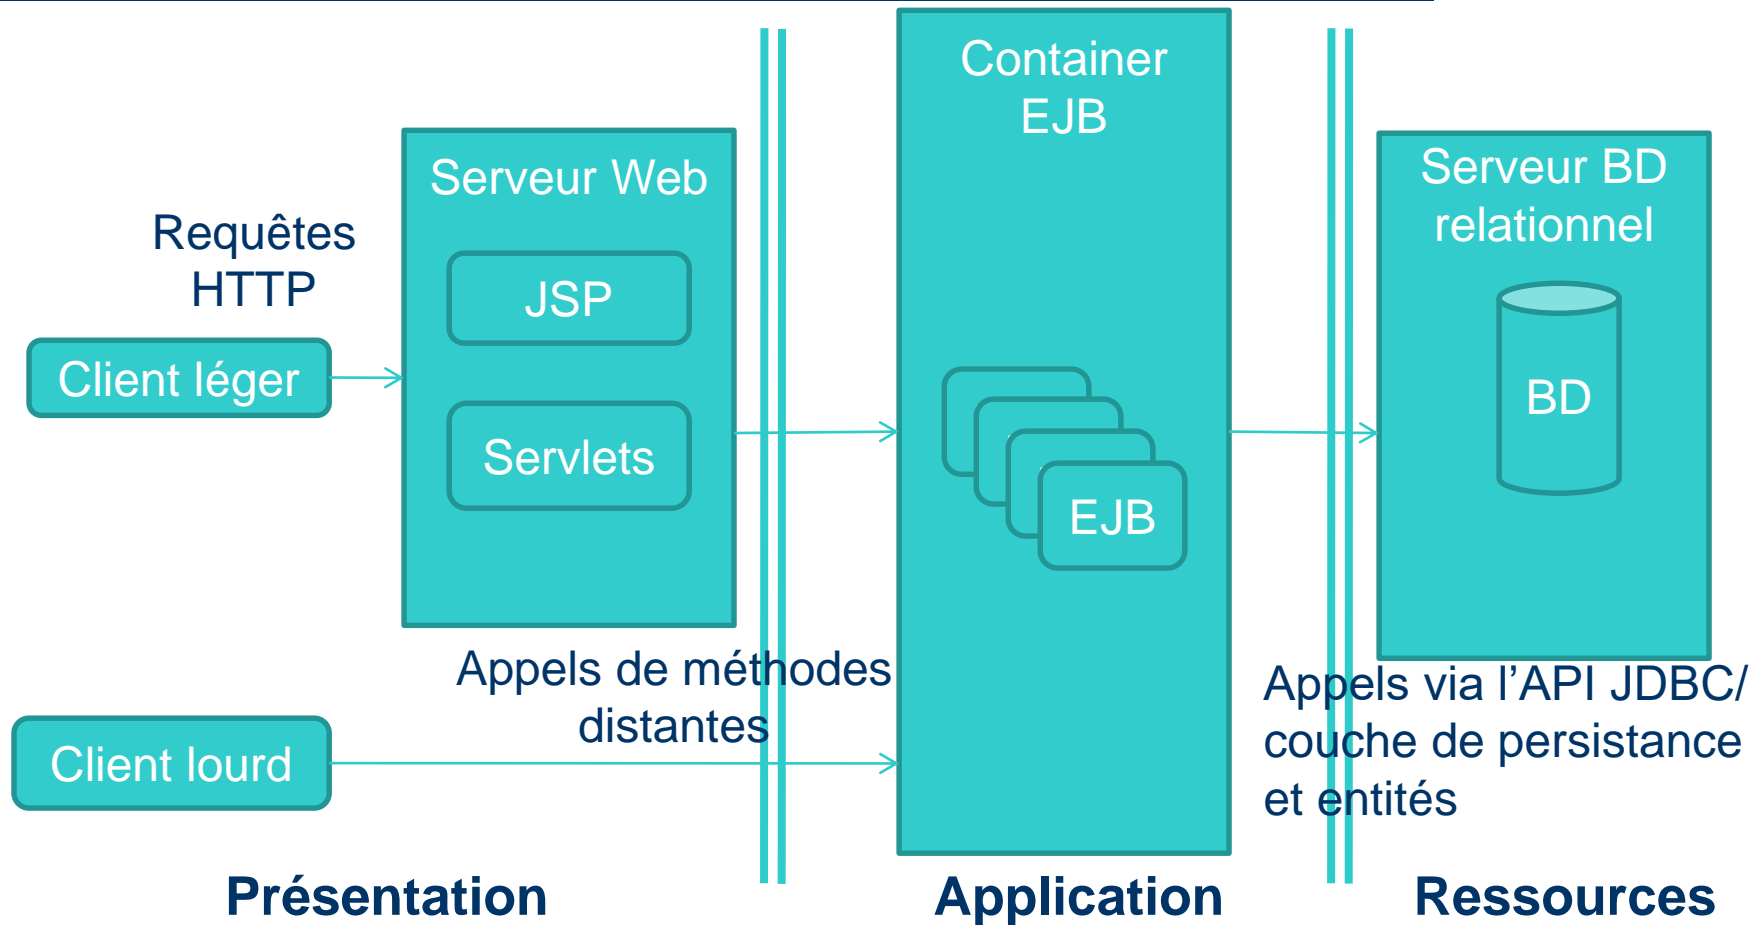 Container
EJB
Serveur Web
Serveur BD
relationnel
Requêtes
HTTP
JSP
Client léger
BD
Servlets
EJB
Appels de méthodes
distantes
Appels via l’API JDBC/
couche de persistance
et entités
Client lourd
Présentation
Application
Ressources